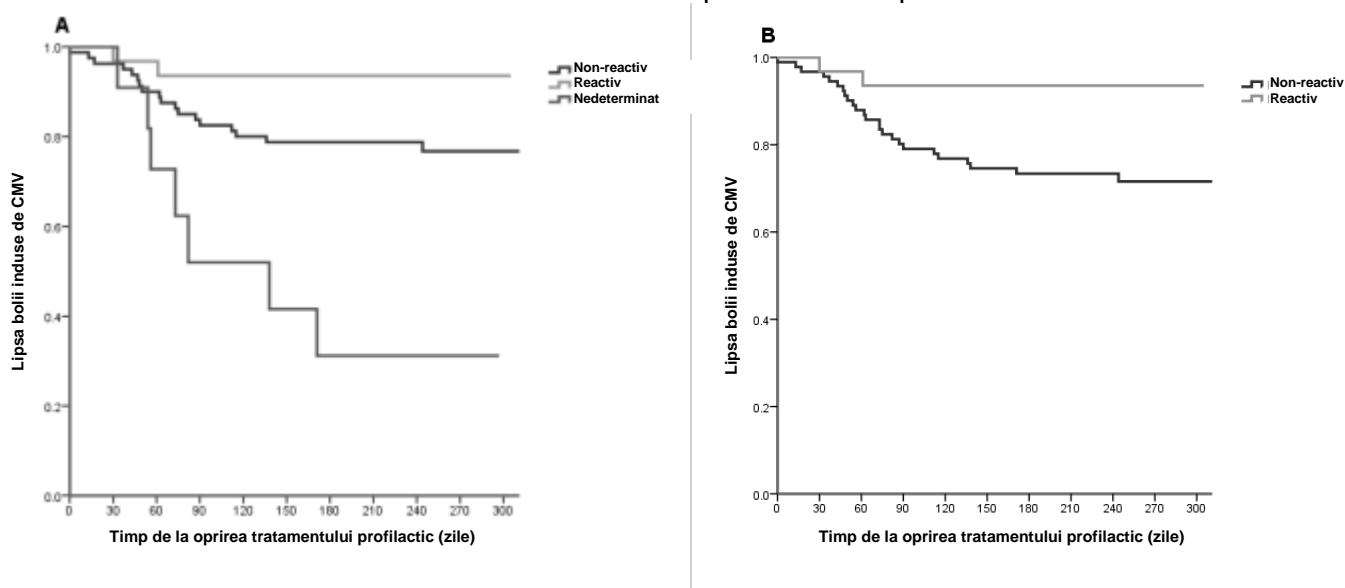 A
1.0
0.8
0.6
0.4
0.2
0.0
0 30 60 90 120 150 180 210 240 270 300
Lipsa bolii induse de CMV
Timp de la oprirea tratamentului profilactic (zile)
Non-reactiv
Reactiv
Nedeterminat
B
1.0
0.8
0.6
0.4
0.2
0.0
0 30 60 90 120 150 180 210 240 270 300
Lipsa bolii induse de CMV
Timp de la oprirea tratamentului profilactic (zile)
Non-reactiv
Reactiv